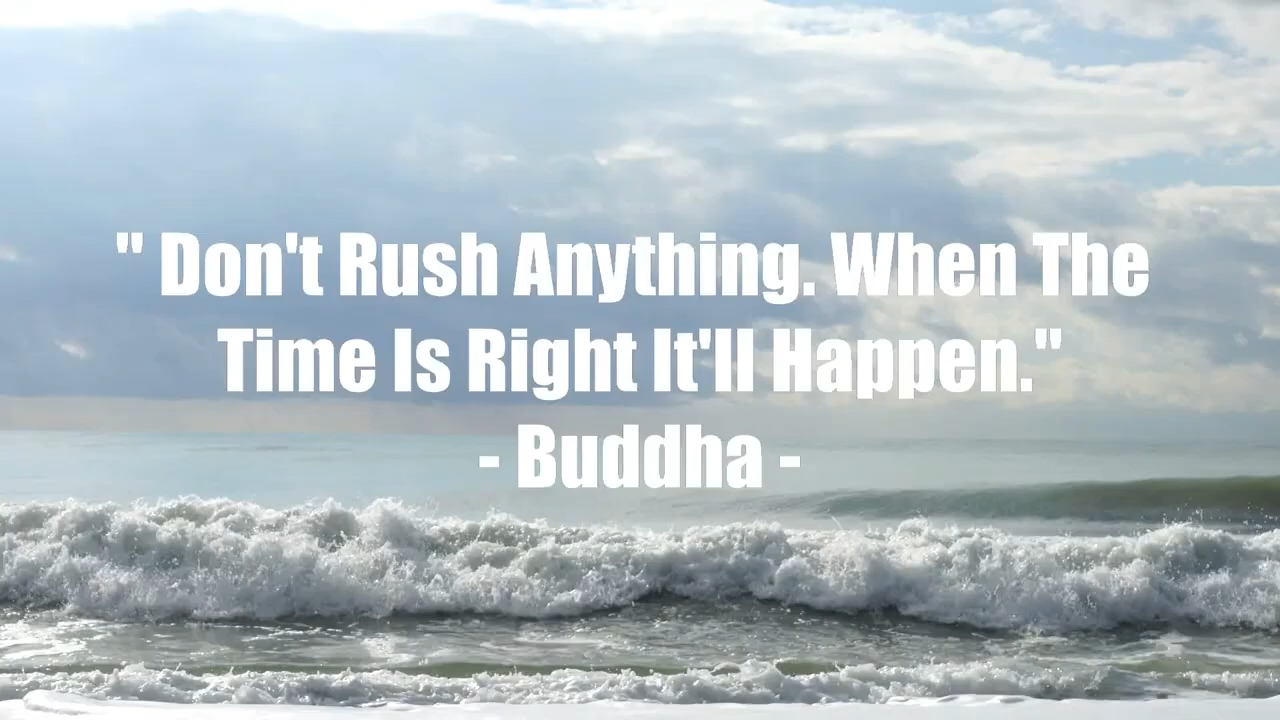 " Don't Rush Anything. When The
Time Is Right It'll Happen."
- Buddha -